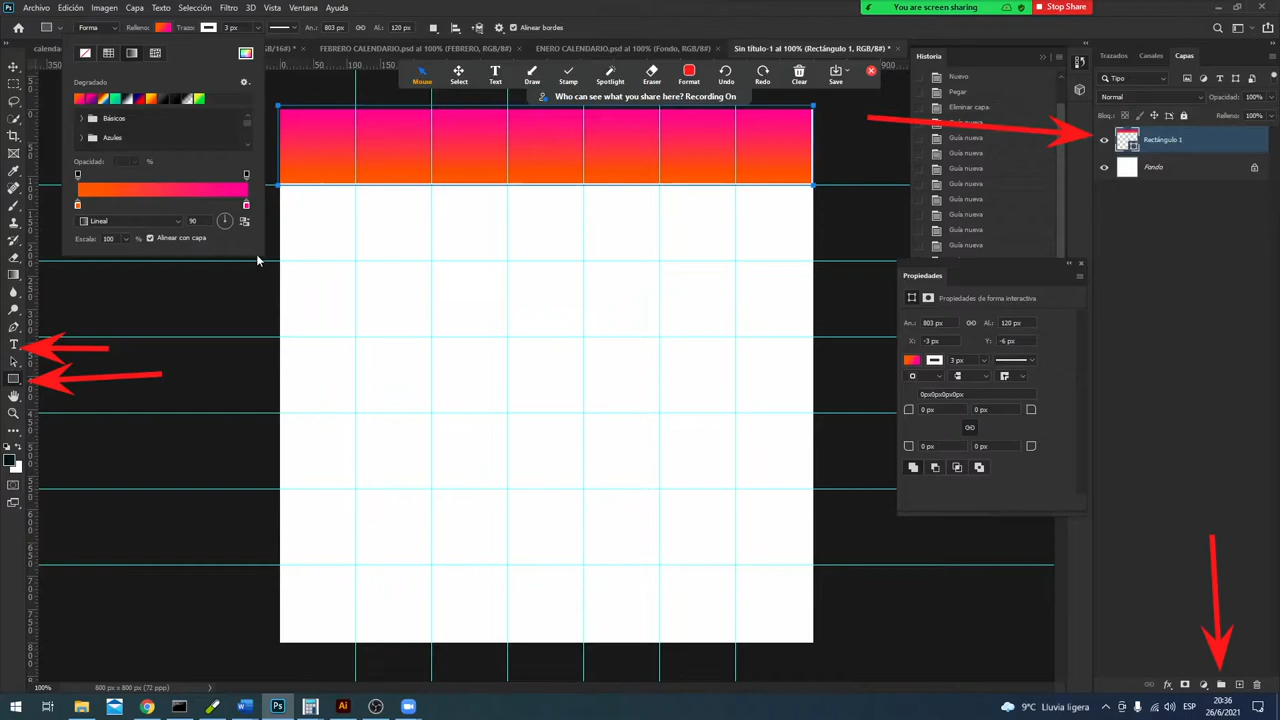 Archivo Edición Imagen Capa Texto Selección Filtro 3D Vista Ventana Ayuda
You are screen sharing Stop Share
Forma Relleno: Trazo: 3 px An.: 803 px Al.: 120 px Alinear bordes
RGB/16#) * FEBRERO CALENDARIO.psd al 100% (FEBRERO, RGB/8#) ENERO CALENDARIO.psd al 100% (Fondo, RGB/8#) Sin título-1 al 100% (Rectángulo 1, RGB/8#) *
Historia
Trazados Canales Capas
Mouse Select Text Draw Stamp Spotlight Eraser Format Undo Redo Clear Save
Who can see what you share here? Recording On
Degradado
Básicos
Azules
Opacidad: %
Lineal 90
Escala: 100 % Alinear con capa
Nuevo
Pegar
Eliminar capa
Guía nueva
Guía nueva
Guía nueva
Guía nueva
Guía nueva
Guía nueva
Guía nueva
Guía nueva
Tipo
Normal Opacidad: 100%
Bloq.: Relleno: 100%
Rectángulo 1
Fondo
Propiedades
Propiedades de forma interactiva
An.: 803 px Al.: 120 px
X: -3 px Y: -6 px
3 px
0px0px0px0px
0 px 0 px
0 px 0 px
100% 800 px x 800 px (72 ppp)
9°C Lluvia ligera ESP 20:36
26/6/2021